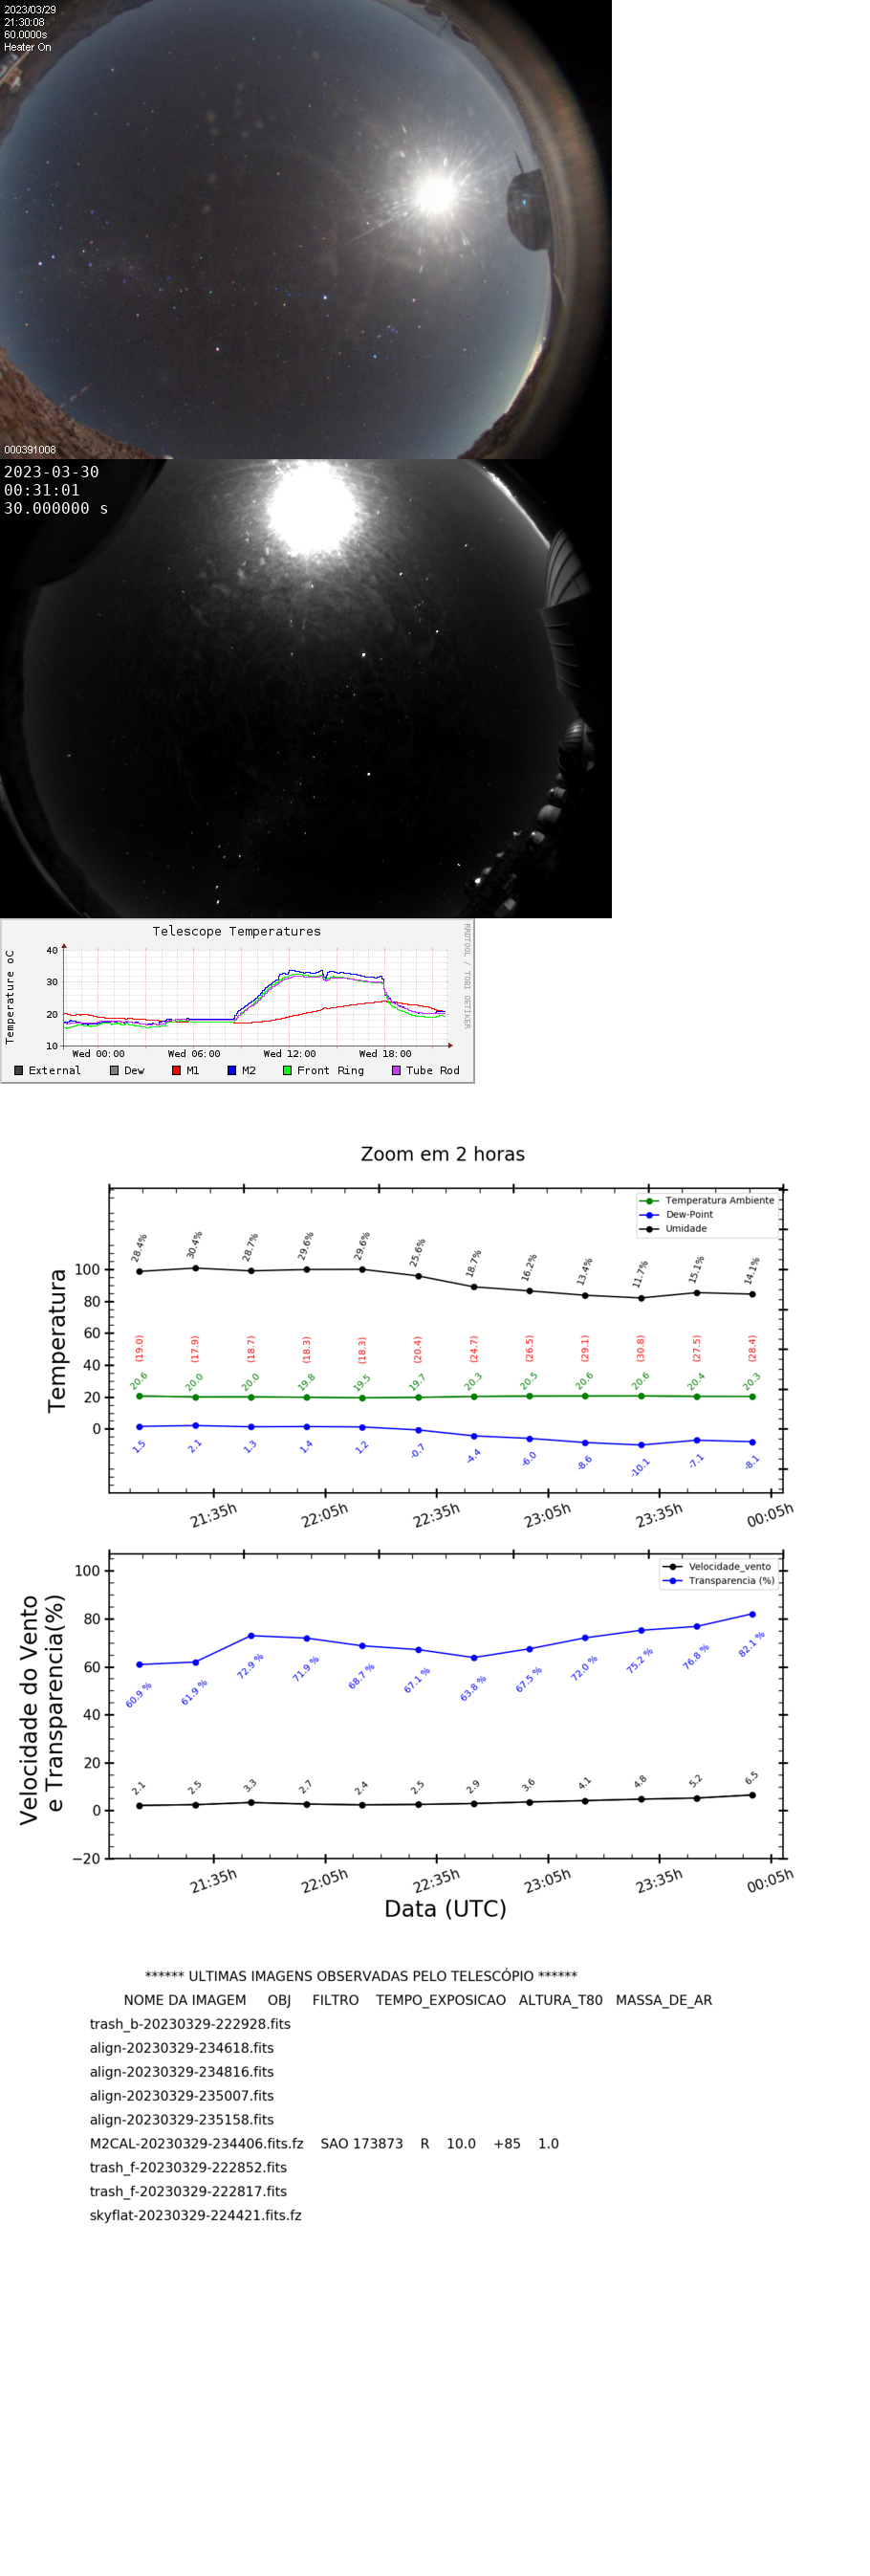 2023/03/29
21:30:08
60.0000s
Heater On
000391008
2023-03-30
00:31:01
30.000000 s
Telescope Temperatures
RRDTOOL / TOBI OETIKER
Temperature oC
40
30
20
10
Wed 00:00 Wed 06:00 Wed 12:00 Wed 18:00
External Dew M1 M2 Front Ring Tube Rod
Zoom em 2 horas
Temperatura Ambiente
Dew-Point
Umidade
Temperatura
100
80
60
40
20
0
28.4% 30.4% 28.7% 29.6% 29.6% 25.6% 18.7% 16.2% 13.4% 11.7% 15.1% 14.1%
(19.0) (17.9) (18.7) (18.3) (18.3) (20.4) (24.7) (26.5) (29.1) (30.8) (27.5) (28.4)
20.6 20.0 20.0 19.8 19.5 19.7 20.3 20.5 20.6 20.6 20.4 20.3
1.5 2.1 1.3 1.4 1.2 -0.7 -4.4 -6.0 -8.6 -10.1 -7.1 -8.1
21:35h 22:05h 22:35h 23:05h 23:35h 00:05h
Velocidade_vento
Transparencia (%)
Velocidade do Vento
e Transparencia(%)
100
80
60
40
20
0
−20
60.9 % 61.9 % 72.9 % 71.9 % 68.7 % 67.1 % 63.8 % 67.5 % 72.0 % 75.2 % 76.8 % 82.1 %
2.1 2.5 3.3 2.7 2.4 2.5 2.9 3.6 4.1 4.8 5.2 6.5
21:35h 22:05h 22:35h 23:05h 23:35h 00:05h
Data (UTC)
****** ULTIMAS IMAGENS OBSERVADAS PELO TELESCÓPIO ******
NOME DA IMAGEM OBJ FILTRO TEMPO_EXPOSICAO ALTURA_T80 MASSA_DE_AR
trash_b-20230329-222928.fits
align-20230329-234618.fits
align-20230329-234816.fits
align-20230329-235007.fits
align-20230329-235158.fits
M2CAL-20230329-234406.fits.fz SAO 173873 R 10.0 +85 1.0
trash_f-20230329-222852.fits
trash_f-20230329-222817.fits
skyflat-20230329-224421.fits.fz